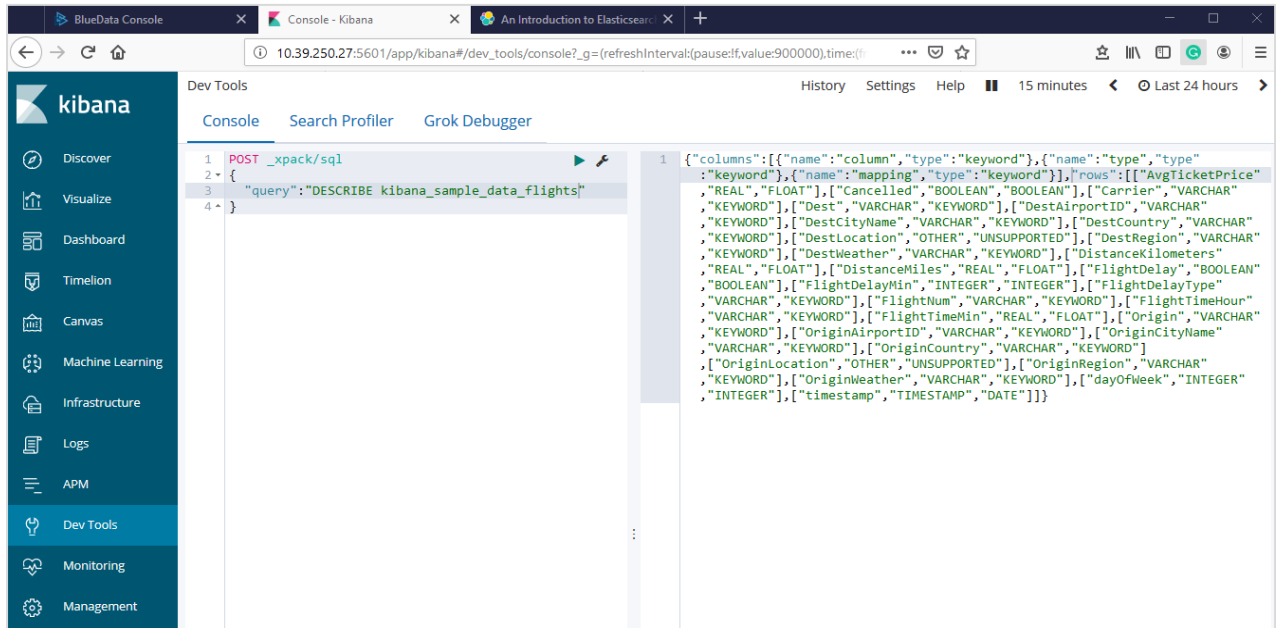 BlueData Console
Console - Kibana
An Introduction to Elasticsearc
10.39.250.27:5601/app/kibana#/dev_tools/console?_g=(refreshInterval:(pause:!f,value:900000),time:(fr
kibana
Discover
Visualize
Dashboard
Timelion
Canvas
Machine Learning
Infrastructure
Logs
APM
Dev Tools
Monitoring
Management
Dev Tools
History Settings Help 15 minutes Last 24 hours
Console Search Profiler Grok Debugger
1 POST _xpack/sql
2 {
3 "query":"DESCRIBE kibana_sample_data_flights"
4 }
1 {"columns":[{"name":"column","type":"keyword"},{"name":"type","type"
:"keyword"},{"name":"mapping","type":"keyword"}],"rows":[["AvgTicketPrice"
,"REAL","FLOAT"],["Cancelled","BOOLEAN","BOOLEAN"],["Carrier","VARCHAR"
,"KEYWORD"],["Dest","VARCHAR","KEYWORD"],["DestAirportID","VARCHAR"
,"KEYWORD"],["DestCityName","VARCHAR","KEYWORD"],["DestCountry","VARCHAR"
,"KEYWORD"],["DestLocation","OTHER","UNSUPPORTED"],["DestRegion","VARCHAR"
,"KEYWORD"],["DestWeather","VARCHAR","KEYWORD"],["DistanceKilometers"
,"REAL","FLOAT"],["DistanceMiles","REAL","FLOAT"],["FlightDelay","BOOLEAN"
,"BOOLEAN"],["FlightDelayMin","INTEGER","INTEGER"],["FlightDelayType"
,"VARCHAR","KEYWORD"],["FlightNum","VARCHAR","KEYWORD"],["FlightTimeHour"
,"VARCHAR","KEYWORD"],["FlightTimeMin","REAL","FLOAT"],["Origin","VARCHAR"
,"KEYWORD"],["OriginAirportID","VARCHAR","KEYWORD"],["OriginCityName"
,"VARCHAR","KEYWORD"],["OriginCountry","VARCHAR","KEYWORD"]
,["OriginLocation","OTHER","UNSUPPORTED"],["OriginRegion","VARCHAR"
,"KEYWORD"],["OriginWeather","VARCHAR","KEYWORD"],["dayOfWeek","INTEGER"
,"INTEGER"],["timestamp","TIMESTAMP","DATE"]]}